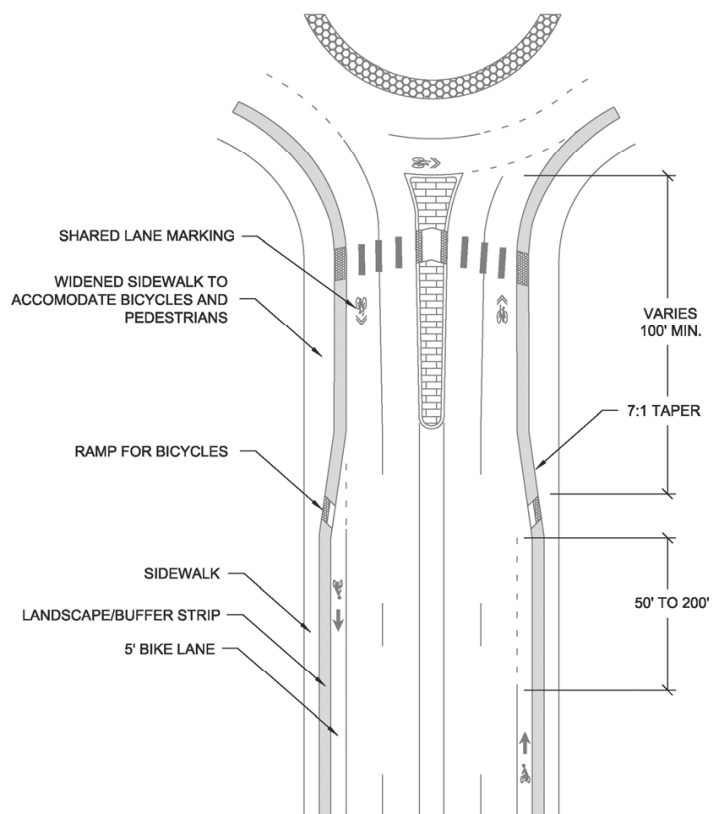 SHARED LANE MARKING
WIDENED SIDEWALK TO
ACCOMODATE BICYCLES AND
PEDESTRIANS
VARIES
100' MIN.
7:1 TAPER
RAMP FOR BICYCLES
SIDEWALK
LANDSCAPE/BUFFER STRIP
5' BIKE LANE
50' TO 200'